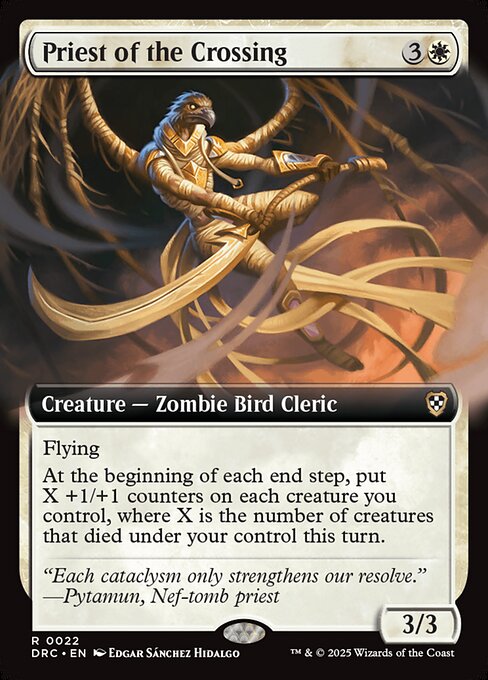 Priest of the Crossing 3
Creature — Zombie Bird Cleric
Flying
At the beginning of each end step, put
X +1/+1 counters on each creature you
control, where X is the number of creatures
that died under your control this turn.
“Each cataclysm only strengthens our resolve.”
—Pytamun, Nef-tomb priest
3/3
R 0022
DRC • EN Edgar Sánchez Hidalgo
™ & © 2025 Wizards of the Coast